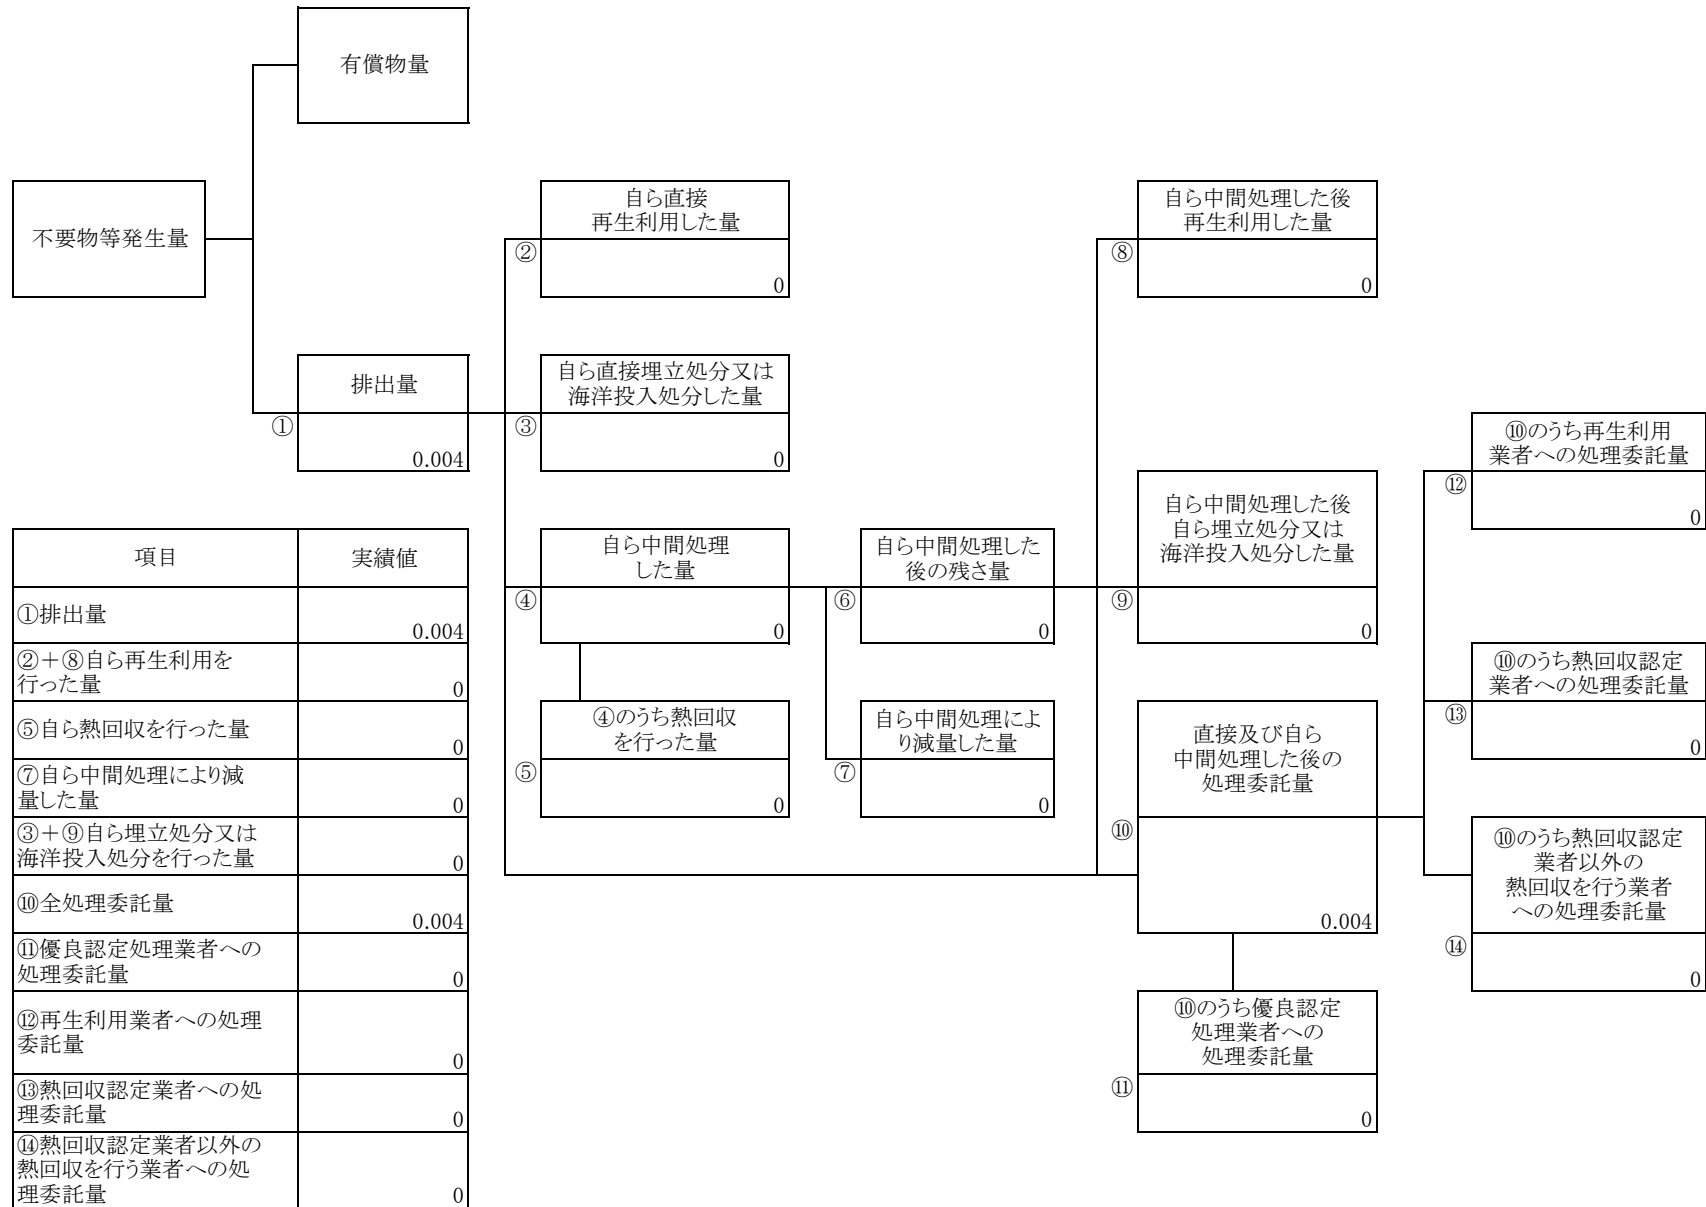 有償物量
不要物等発生量
自ら直接
再生利用した量
②
0
自ら中間処理した後
再生利用した量
⑧
0
排出量
①
0.004
自ら直接埋立処分又は
海洋投入処分した量
③
0
⑩のうち再生利用
業者への処理委託量
⑫
0
自ら中間処理した後
自ら埋立処分又は
海洋投入処分した量
⑨
0
自ら中間処理
した量
④
0
自ら中間処理した
後の残さ量
⑥
0
⑩のうち熱回収認定
業者への処理委託量
⑬
0
④のうち熱回収
を行った量
⑤
0
自ら中間処理によ
り減量した量
⑦
0
直接及び自ら
中間処理した後の
処理委託量
⑩
0.004
⑩のうち熱回収認定
業者以外の
熱回収を行う業者
への処理委託量
⑭
0
⑩のうち優良認定
処理業者への
処理委託量
⑪
0
項目 実績値
①排出量
0.004
②+⑧自ら再生利用を
行った量
0
⑤自ら熱回収を行った量
0
⑦自ら中間処理により減
量した量
0
③+⑨自ら埋立処分又は
海洋投入処分を行った量
0
⑩全処理委託量
0.004
⑪優良認定処理業者への
処理委託量
0
⑫再生利用業者への処理
委託量
0
⑬熱回収認定業者への処
理委託量
0
⑭熱回収認定業者以外の
熱回収を行う業者への処
理委託量
0